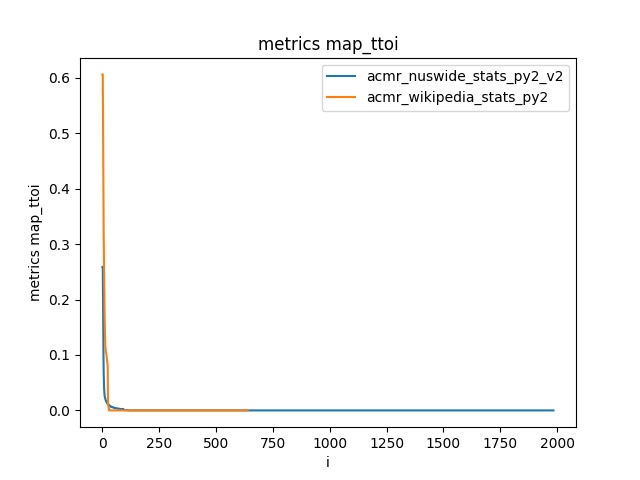 metrics map_ttoi
acmr_nuswide_stats_py2_v2
acmr_wikipedia_stats_py2
metrics map_ttoi
0.6
0.5
0.4
0.3
0.2
0.1
0.0
0 250 500 750 1000 1250 1500 1750 2000
i